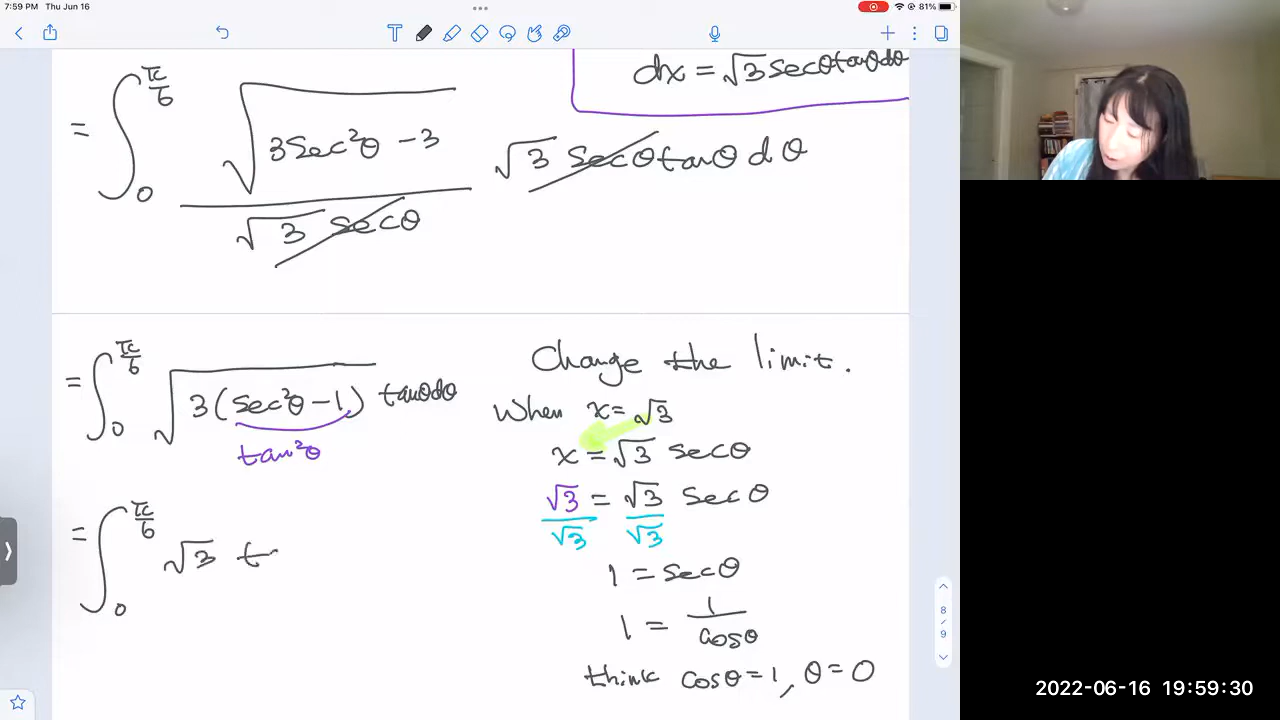 7:59 PM Thu Jun 16
81%
dx = √3 secθ tanθ dθ
= ∫₀^(π/6) √(3sec²θ − 3) / (√3 secθ) √3 secθ tanθ dθ
= ∫₀^(π/6) √(3(sec²θ − 1)) tanθdθ
tan²θ
= ∫₀^(π/6) √3 t
Change the limit.
When x = √3
x = √3 secθ
√3/√3 = √3/√3 secθ
1 = secθ
1 = 1/cosθ
think cosθ = 1, θ = 0
8/9
2022-06-16 19:59:30